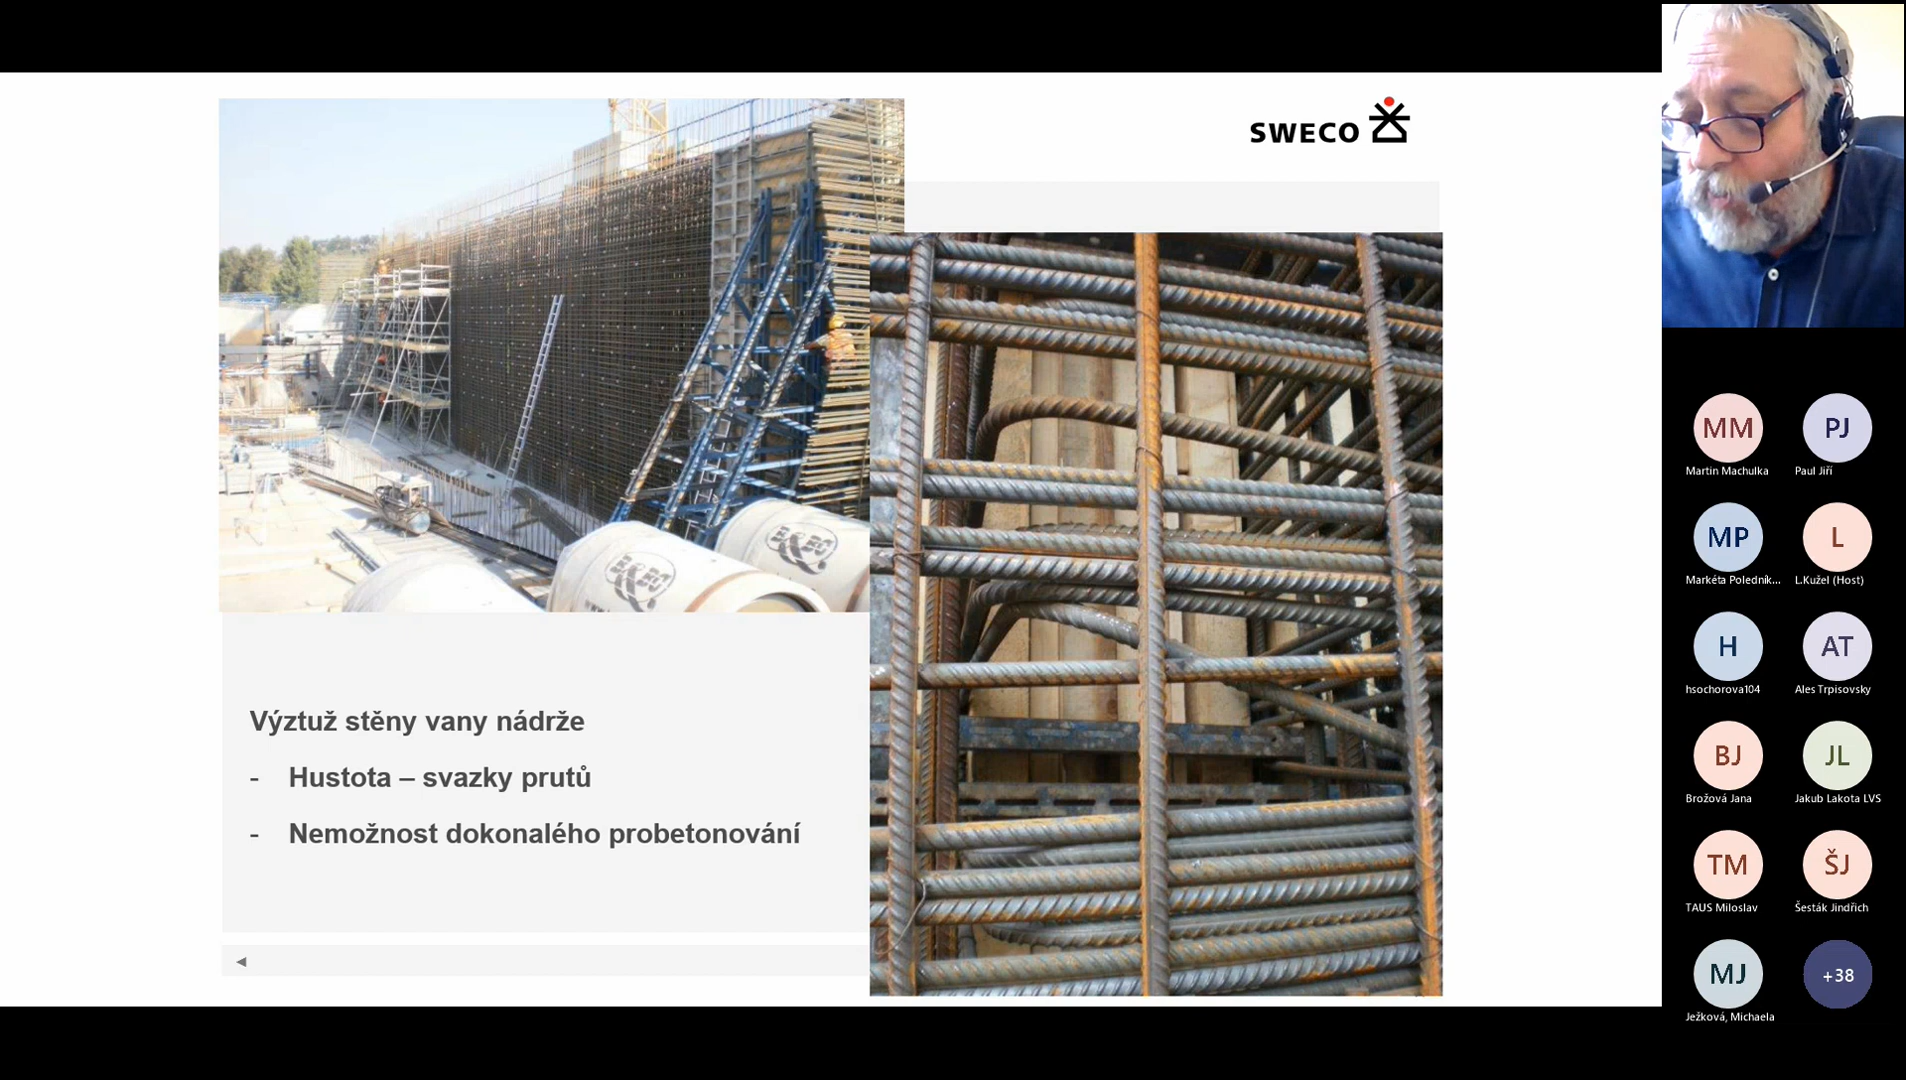 SWECO
Výztuž stěny vany nádrže
- Hustota – svazky prutů
- Nemožnost dokonalého probetonování
MM
Martin Machulka
PJ
Paul Jiří
MP
Markéta Poledník...
L
L.Kužel (Host)
H
hsochorova104
AT
Ales Trpisovsky
BJ
Brožová Jana
JL
Jakub Lakota LVS
TM
TAUS Miloslav
ŠJ
Šesták Jindřich
MJ
Ježková, Michaela
+38